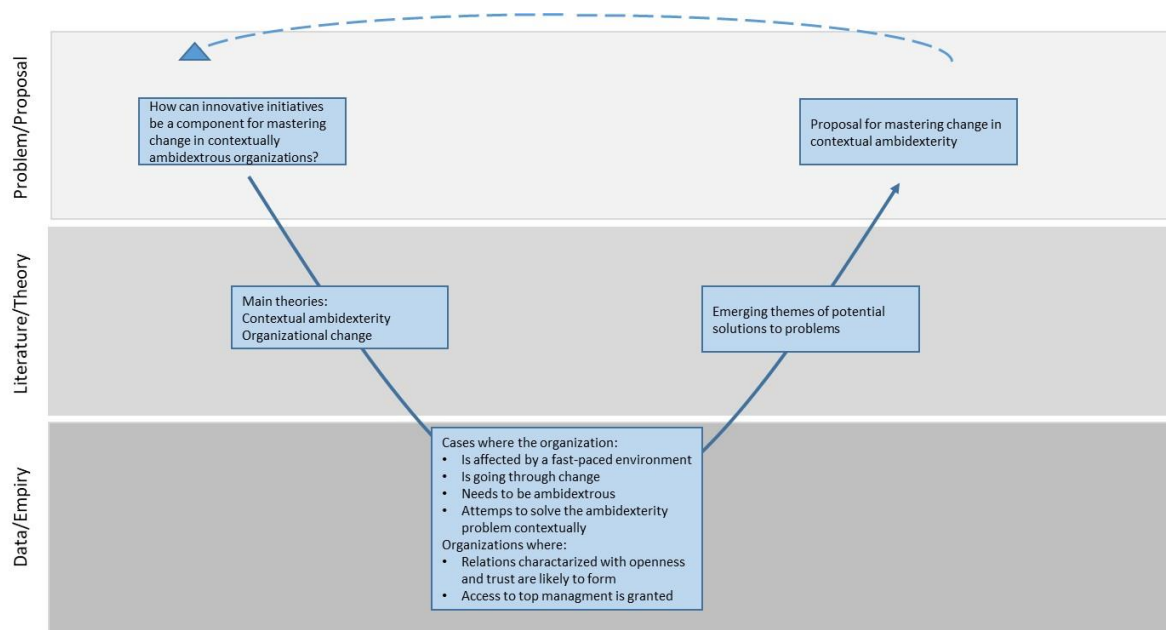 Problem/Proposal
How can innovative initiatives
be a component for mastering
change in contextually
ambidextrous organizations?
Proposal for mastering change in
contextual ambidexterity
Literature/Theory
Main theories:
Contextual ambidexterity
Organizational change
Emerging themes of potential
solutions to problems
Data/Empiry
Cases where the organization:
• Is affected by a fast-paced environment
• Is going through change
• Needs to be ambidextrous
• Attemps to solve the ambidexterity
problem contextually
Organizations where:
• Relations charactarized with openness
and trust are likely to form
• Access to top managment is granted